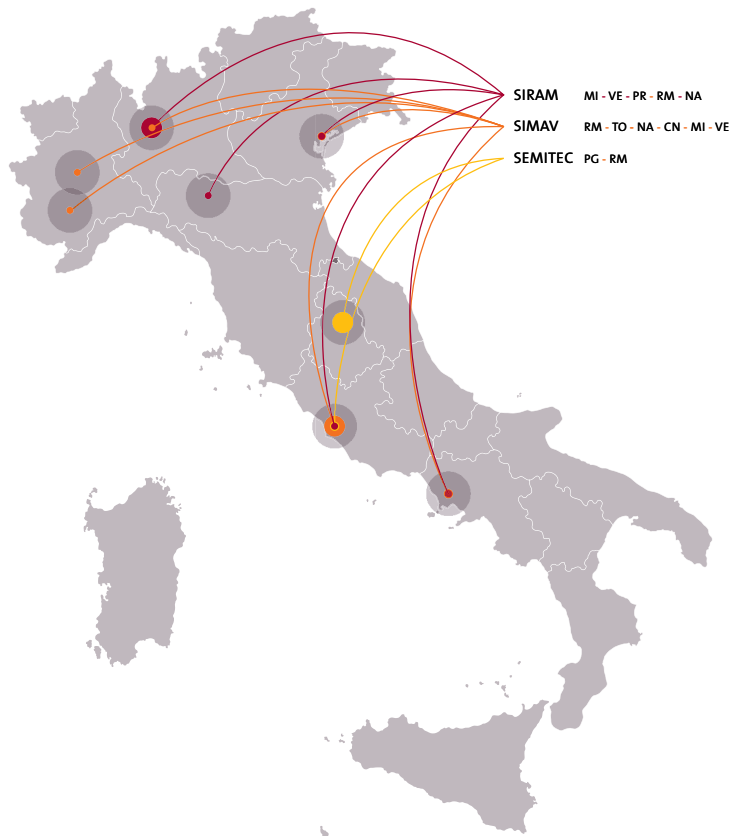 SIRAM MI - VE - PR - RM - NA
SIMAV RM - TO - NA - CN - MI - VE
SEMITEC PG - RM